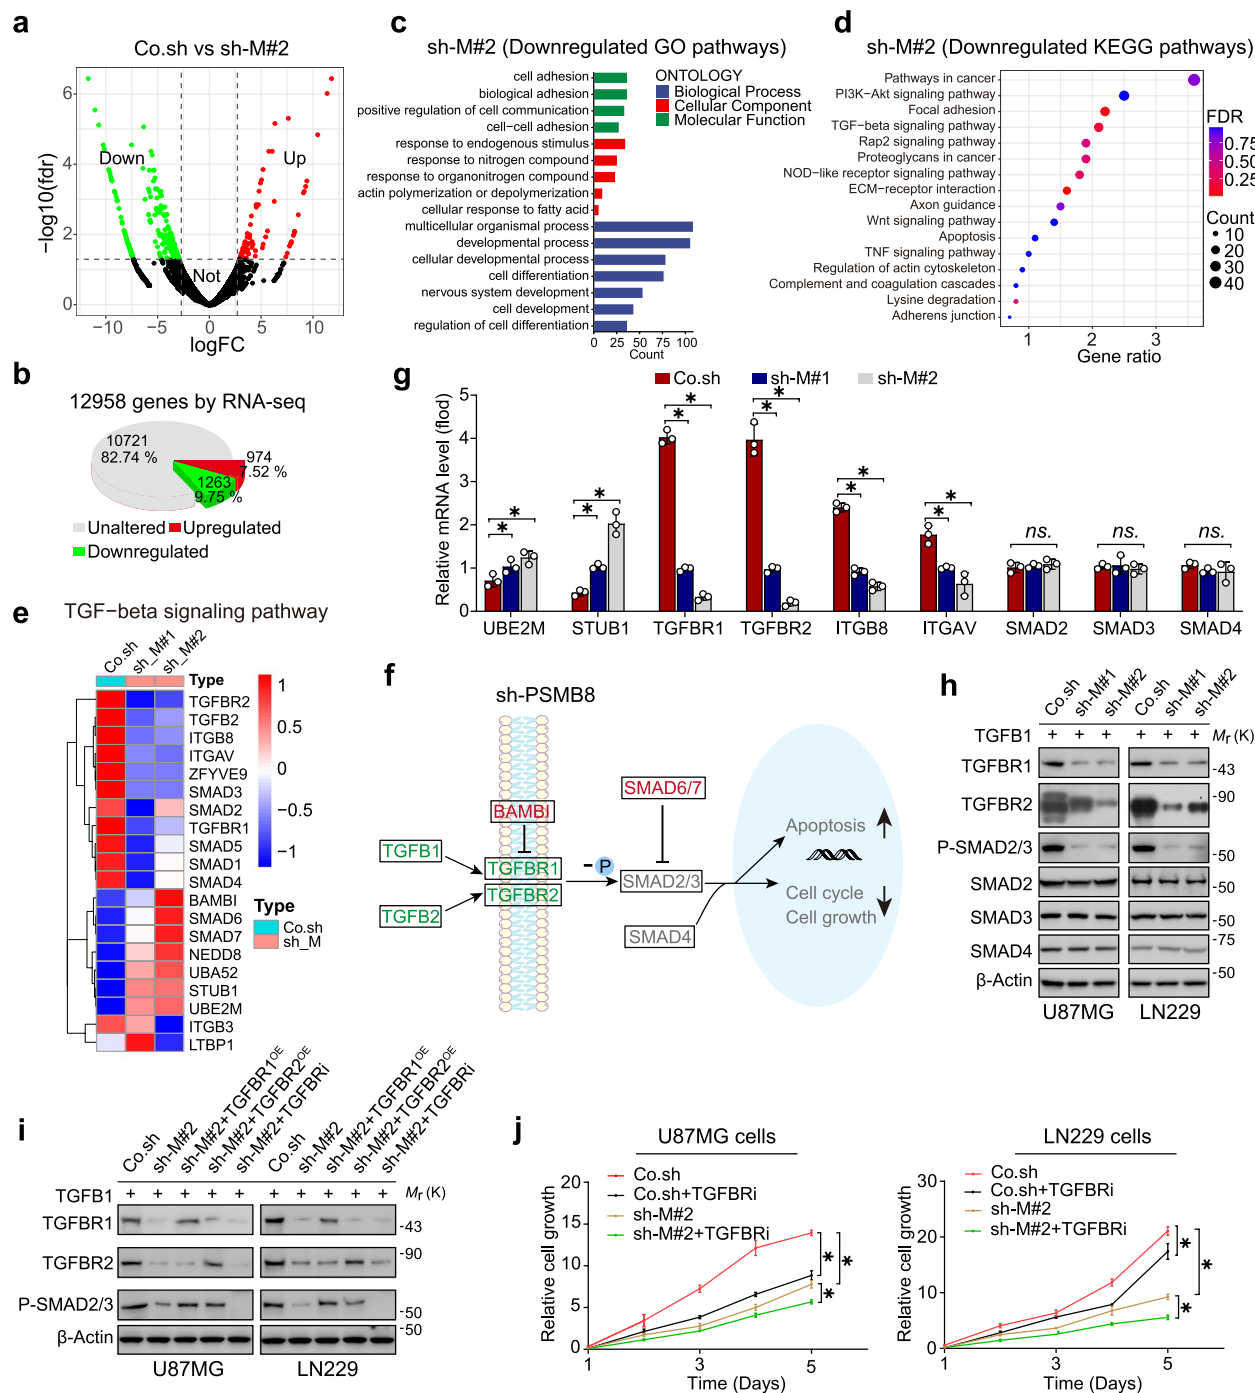 a
Co.sh vs sh-M#2
Down
Up
Not
−log10(fdr)
6
4
2
0
−10
−5
0
5
10
logFC
b
12958 genes by RNA-seq
10721
82.74 %
974
7.52 %
1263
9.75 %
Unaltered
Upregulated
Downregulated
c
sh-M#2 (Downregulated GO pathways)
cell adhesion
biological adhesion
positive regulation of cell communication
cell-cell adhesion
response to endogenous stimulus
response to nitrogen compound
response to organonitrogen compound
actin polymerization or depolymerization
cellular response to fatty acid
multicellular organismal process
developmental process
cellular developmental process
cell differentiation
nervous system development
cell development
regulation of cell differentiation
0 25 50 75 100
Count
ONTOLOGY
Biological Process
Cellular Component
Molecular Function
d
sh-M#2 (Downregulated KEGG pathways)
Pathways in cancer
PI3K−Akt signaling pathway
Focal adhesion
TGF−beta signaling pathway
Rap2 signaling pathway
Proteoglycans in cancer
NOD−like receptor signaling pathway
ECM−receptor interaction
Axon guidance
Wnt signaling pathway
Apoptosis
TNF signaling pathway
Regulation of actin cytoskeleton
Complement and coagulation cascades
Lysine degradation
Adherens junction
1 2 3
Gene ratio
FDR
0.75
0.50
0.25
Count
10
20
30
40
g
Co.sh
sh-M#1
sh-M#2
Relative mRNA level (flod)
5
4
3
2
1
0
* * * * * * * * * * * *
ns. ns. ns.
UBE2M STUB1 TGFBR1 TGFBR2 ITGB8 ITGAV SMAD2 SMAD3 SMAD4
e
TGF−beta signaling pathway
Co.sh
sh_M#1
sh_M#2
Type
TGFBR2
TGFB2
ITGB8
ITGAV
ZFYVE9
SMAD3
SMAD2
TGFBR1
SMAD5
SMAD1
SMAD4
BAMBI
SMAD6
SMAD7
NEDD8
UBA52
STUB1
UBE2M
ITGB3
LTBP1
1
0.5
0
−0.5
−1
Type
Co.sh
sh_M
f
sh-PSMB8
BAMBI
SMAD6/7
TGFB1
TGFBR1
TGFB2
TGFBR2
P
SMAD2/3
SMAD4
Apoptosis
Cell cycle
Cell growth
h
Co.sh
sh-M#1
sh-M#2
Co.sh
sh-M#1
sh-M#2
TGFB1 + + + + + + Mr (K)
TGFBR1 -43
TGFBR2 -90
P-SMAD2/3 -50
SMAD2 -50
SMAD3 -50
SMAD4 -75
β-Actin -50
U87MG LN229
i
Co.sh
sh-M#2
sh-M#2+TGFBR1OE
sh-M#2+TGFBR2OE
sh-M#2+TGFBRi
Co.sh
sh-M#2
sh-M#2+TGFBR1OE
sh-M#2+TGFBR2OE
sh-M#2+TGFBRi
TGFB1 + + + + + + + + + + Mr (K)
TGFBR1 -43
TGFBR2 -90
P-SMAD2/3 -50
β-Actin -50
U87MG LN229
j
U87MG cells
Co.sh
Co.sh+TGFBRi
sh-M#2
sh-M#2+TGFBRi
Relative cell growth
20
15
10
5
0
* * *
1 3 5
Time (Days)
LN229 cells
Co.sh
Co.sh+TGFBRi
sh-M#2
sh-M#2+TGFBRi
Relative cell growth
30
20
10
0
* * *
1 3 5
Time (Days)